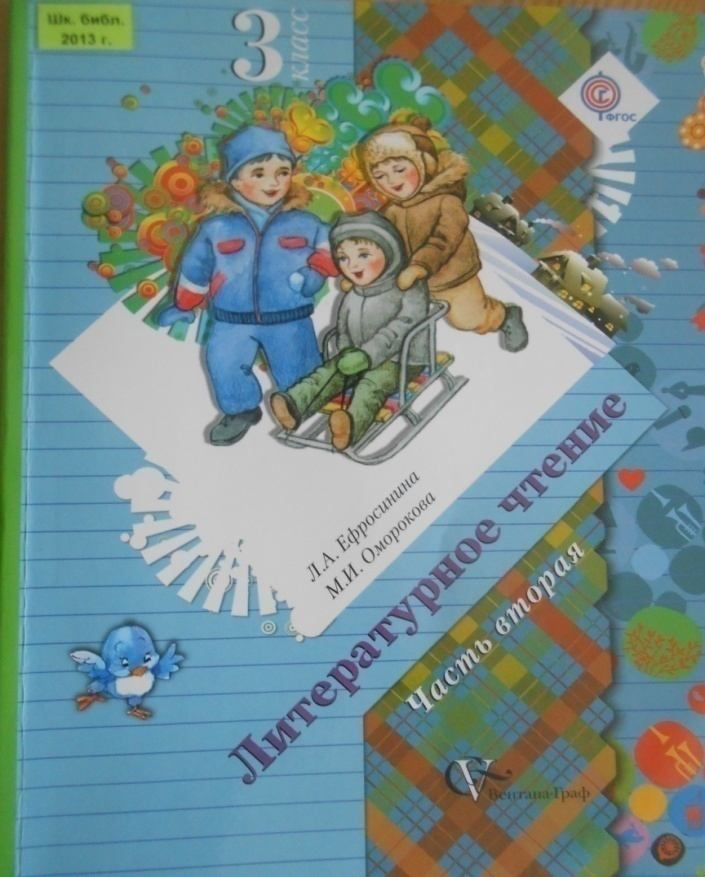 Шк. библ.
2013 г.
3 класс
ФГОС
Л.А. Ефросинина
М.И. Оморокова
Литературное чтение
Часть вторая
Вентана-Граф